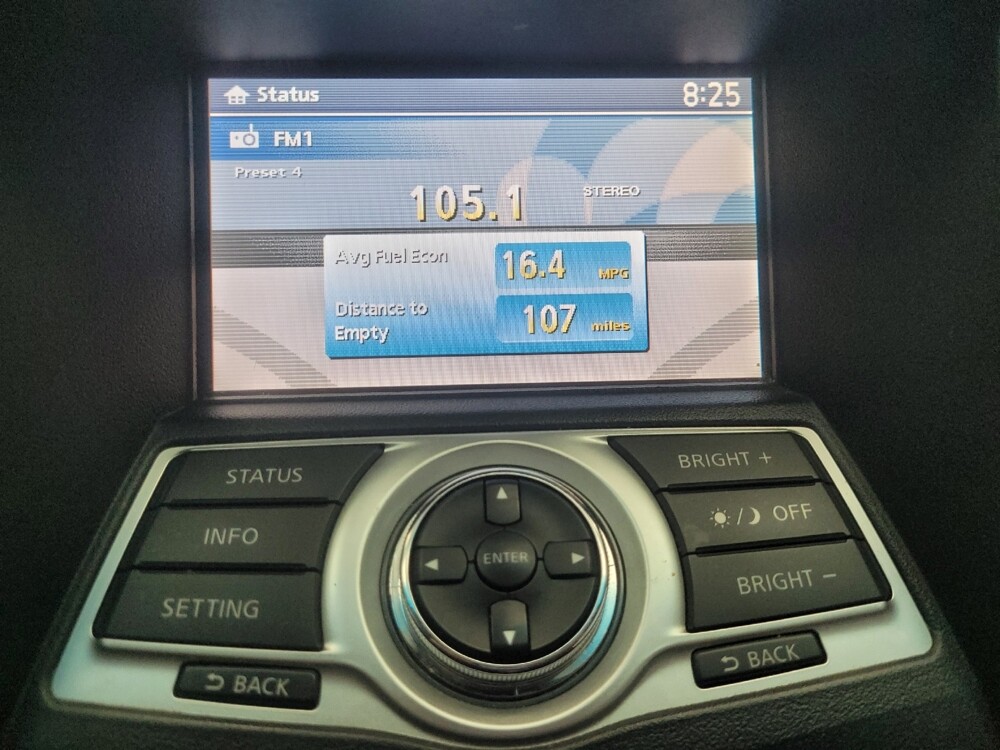 Status 8:25
FM1
Preset 4
105.1 STEREO
Avg Fuel Econ 16.4 MPG
Distance to
Empty 107 miles
STATUS
INFO
SETTING
BACK
ENTER
BRIGHT +
/ OFF
BRIGHT -
BACK